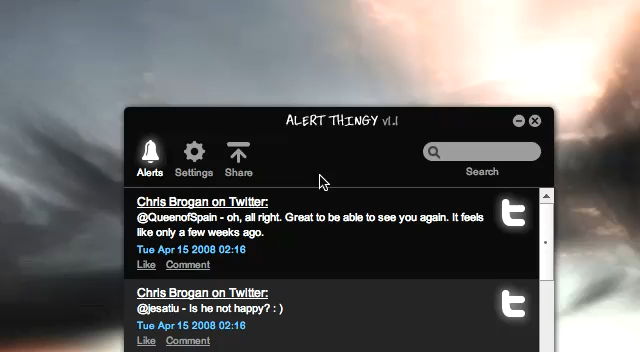 ALERT THINGY v1.1
Alerts Settings Share
Search
Chris Brogan on Twitter:
@QueenofSpain - oh, all right. Great to be able to see you again. It feels
like only a few weeks ago.
Tue Apr 15 2008 02:16
Like Comment
Chris Brogan on Twitter:
@jesatiu - Is he not happy? : )
Tue Apr 15 2008 02:16
Like Comment